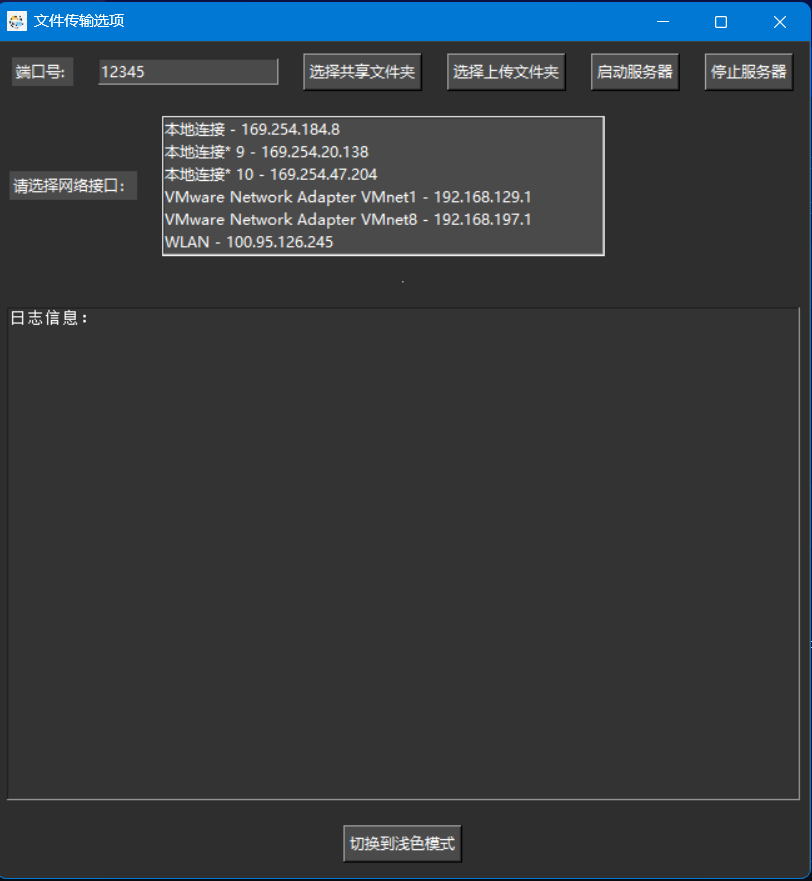 文件传输选项
端口号: 12345 选择共享文件夹 选择上传文件夹 启动服务器 停止服务器
本地连接 - 169.254.184.8
本地连接* 9 - 169.254.20.138
本地连接* 10 - 169.254.47.204
请选择网络接口：
VMware Network Adapter VMnet1 - 192.168.129.1
VMware Network Adapter VMnet8 - 192.168.197.1
WLAN - 100.95.126.245
日志信息：
切换到浅色模式